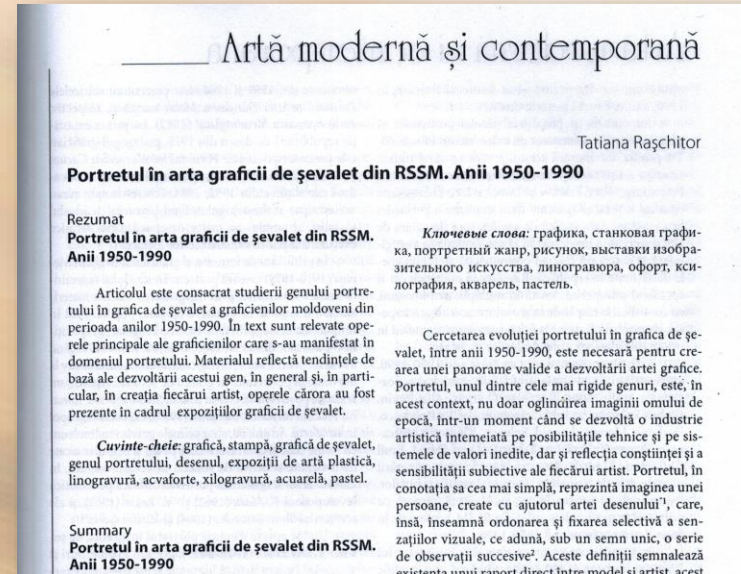 Artă modernă și contemporană
Tatiana Rașchitor
Portretul în arta graficii de șevalet din RSSM. Anii 1950-1990
Rezumat
Portretul în arta graficii de șevalet din RSSM.
Anii 1950-1990
Articolul este consacrat studierii genului portre-
tului în grafica de șevalet a graficienilor moldoveni din
perioada anilor 1950-1990. În text sunt relevate ope-
rele principale ale graficienilor care s-au manifestat în
domeniul portretului. Materialul reflectă tendințele de
bază ale dezvoltării acestui gen, în general și, în parti-
cular, în creația fiecărui artist, operele cărora au fost
prezente în cadrul expozițiilor graficii de șevalet.
Cuvinte-cheie: grafică, stampă, grafică de șevalet,
genul portretului, desenul, expoziții de artă plastică,
linogravură, acvaforte, xilogravură, acuarelă, pastel.
Summary
Portretul în arta graficii de șevalet din RSSM.
Anii 1950-1990
Ключевые слова: графика, станковая графи-
ка, портретный жанр, рисунок, выставки изобра-
зительного искусства, линогравюра, офорт, кси-
лография, акварель, пастель.
Cercetarea evoluției portretului în grafica de șe-
valet, între anii 1950-1990, este necesară pentru cre-
area unei panorame valide a dezvoltării artei grafice.
Portretul, unul dintre cele mai rigide genuri, este, în
acest context, nu doar oglindirea imaginii omului de
epocă, într-un moment când se dezvoltă o industrie
artistică întemeiată pe posibilitățile tehnice și pe sis-
temele de valori inedite, dar și reflecția conștiinței și a
sensibilității subiective ale fiecărui artist. Portretul, în
conotația sa cea mai simplă, reprezintă imaginea unei
persoane, create cu ajutorul artei desenului¹, care,
însă, înseamnă ordonarea și fixarea selectivă a sen-
zațiilor vizuale, ce adună, sub un semn unic, o serie
de observații succesive². Aceste definiții semnalează
existența unui raport direct între model și artist, acest